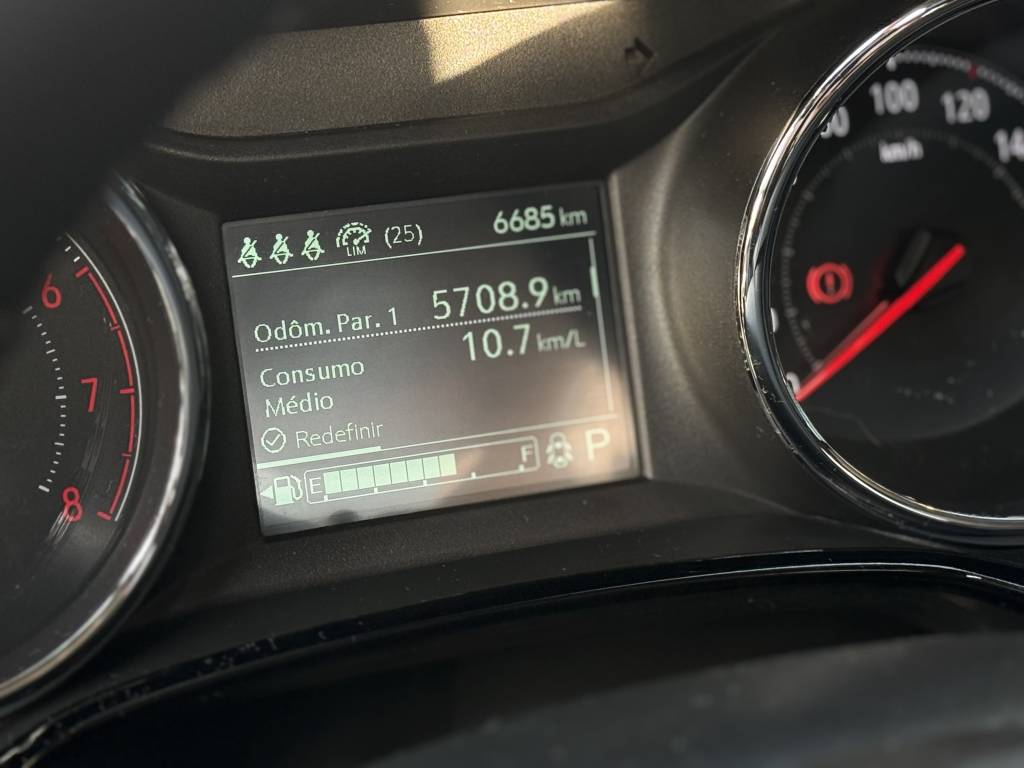 LIM (25) 6685 km
Odôm. Par. 1 5708.9 km
Consumo 10.7 km/L
Médio
Redefinir
E F P
6
7
8
100
120
km/h